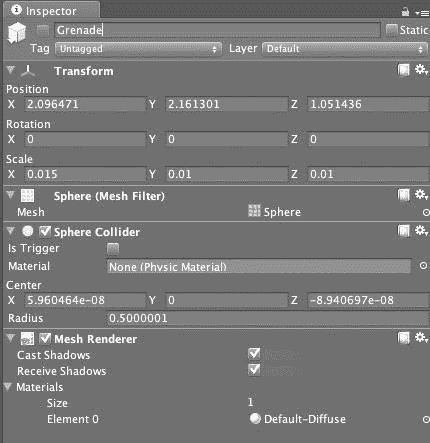 Inspector
Grenade
Static
Tag Untagged Layer Default
Transform
Position
X 2.096471 Y 2.161301 Z 1.051436
Rotation
X 0 Y 0 Z 0
Scale
X 0.015 Y 0.01 Z 0.01
Sphere (Mesh Filter)
Mesh Sphere
Sphere Collider
Is Trigger
Material None (Physic Material)
Center
X 5.960464e-08 Y 0 Z -8.940697e-08
Radius 0.5000001
Mesh Renderer
Cast Shadows
Receive Shadows
Materials
Size 1
Element 0 Default-Diffuse